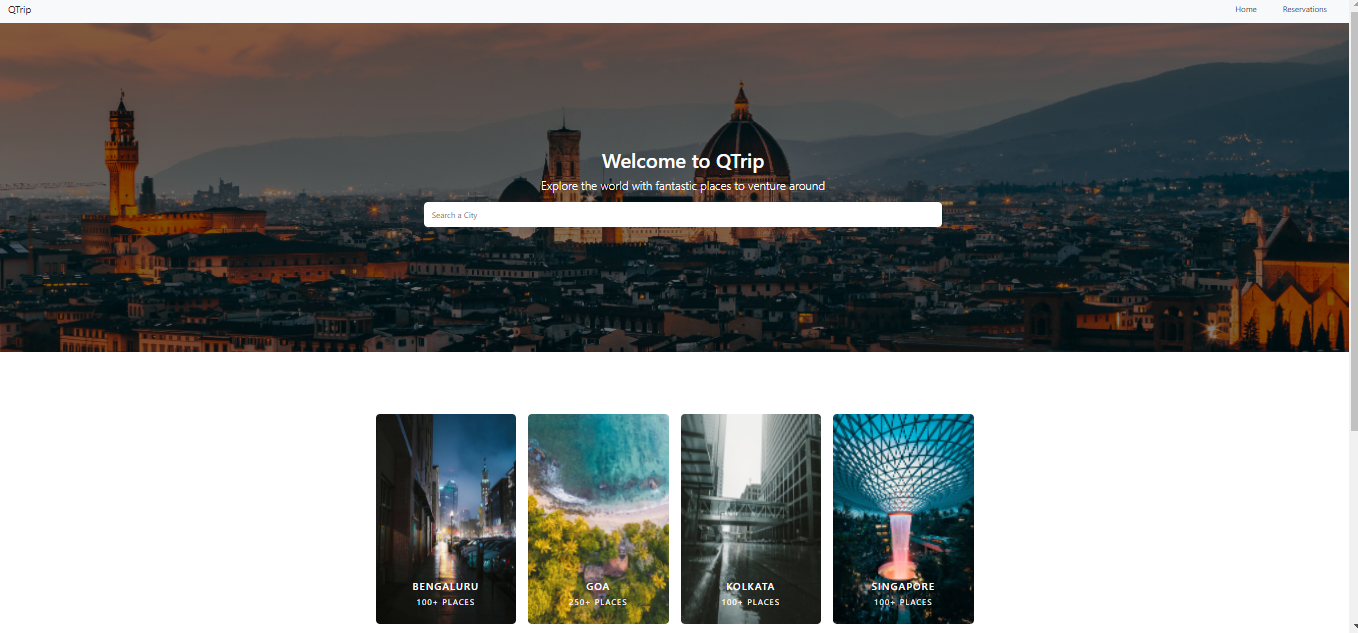 QTrip
Home
Reservations
Welcome to QTrip
Explore the world with fantastic places to venture around
Search a City
BENGALURU
100+ PLACES
GOA
250+ PLACES
KOLKATA
100+ PLACES
SINGAPORE
100+ PLACES